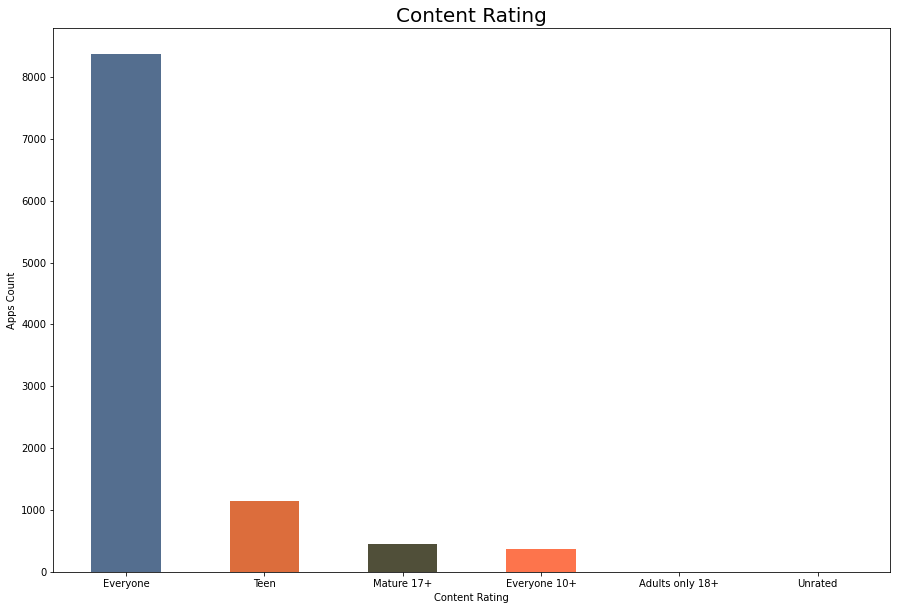 Content Rating
8000
7000
6000
5000
4000
3000
2000
1000
0
Apps Count
Everyone
Teen
Mature 17+
Everyone 10+
Adults only 18+
Unrated
Content Rating